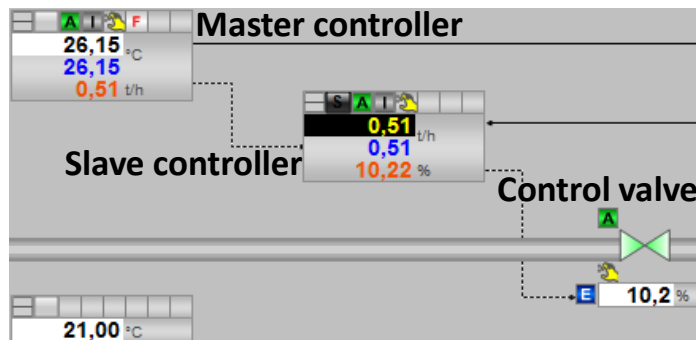 A I F Master controller
26,15 °C
26,15
0,51 t/h
S A I
0,51 t/h
0,51
Slave controller
10,22 %
Control valve
A
E 10,2 %
21,00 °C